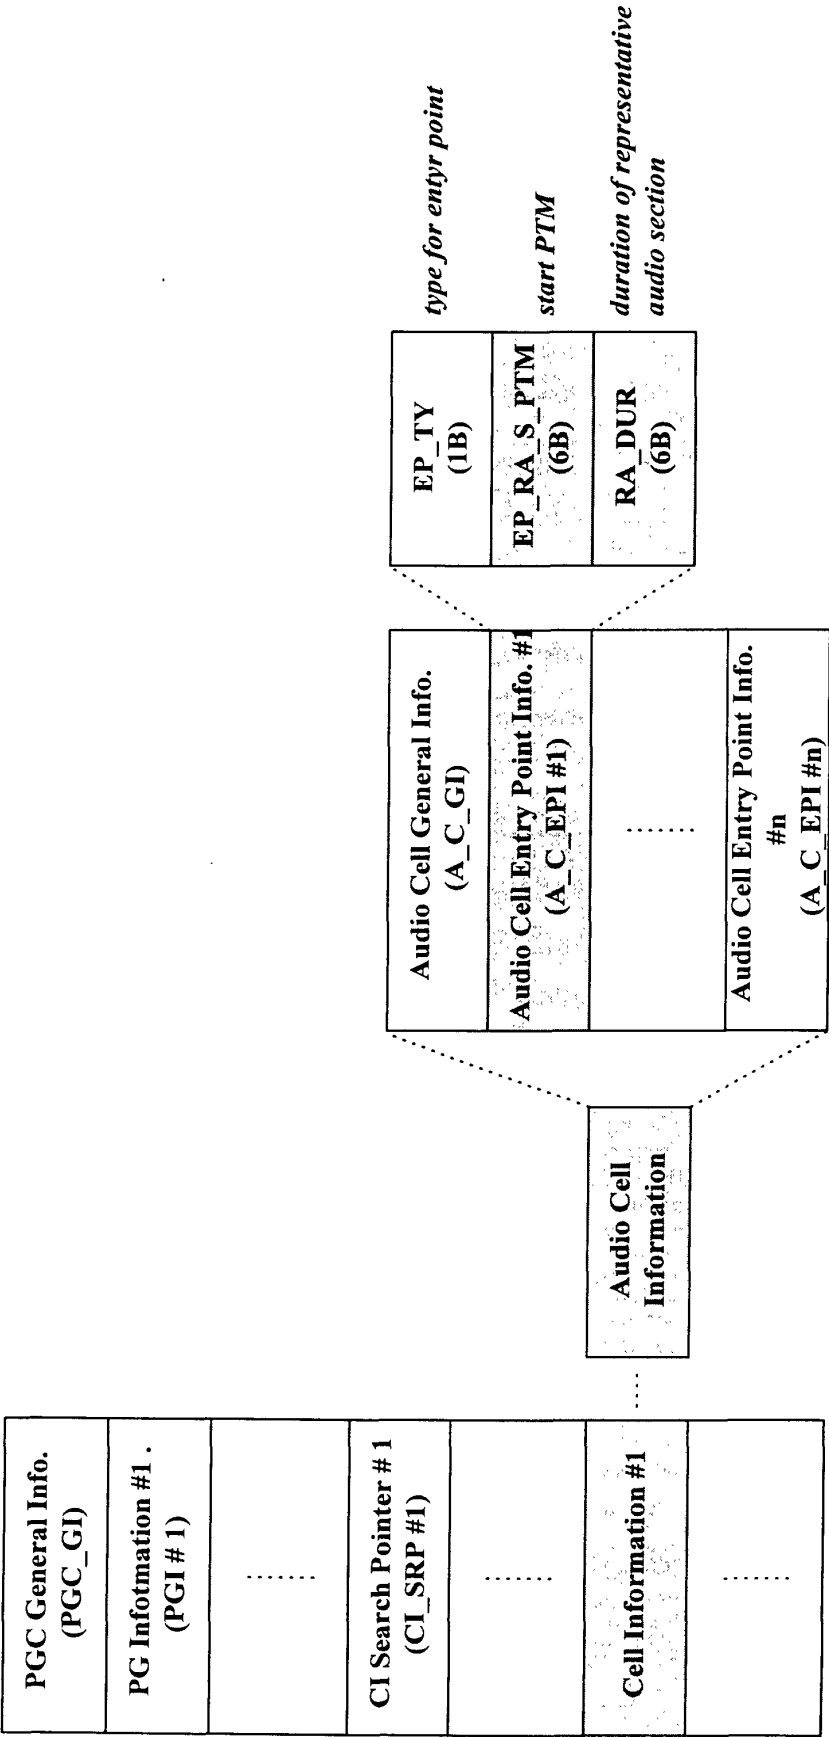 PGC General Info.
(PGC_GI)
PG Infotmation #1 .
(PGI # 1)
..........
CI Search Pointer # 1
(CI_SRP #1)
..........
Cell Information #1
..........
Audio Cell
Information
Audio Cell General Info.
(A_C_GI)
Audio Cell Entry Point Info. #1
(A_C_EPI #1)
..........
Audio Cell Entry Point Info.
#n
(A_C_EPI #n)
EP_TY
(1B)
EP_RA_S_PTM
(6B)
RA_DUR
(6B)
type for entyr point
start PTM
duration of representative
audio section